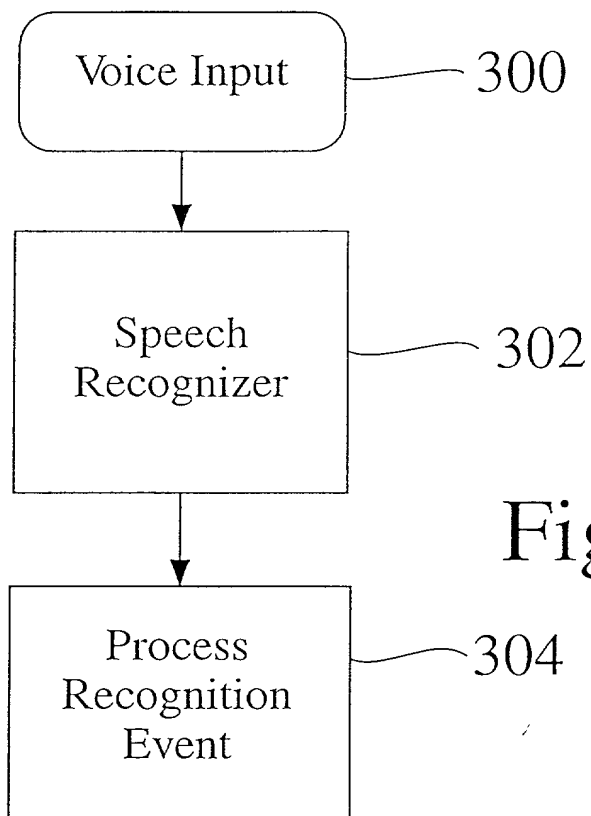 Voice Input
300
Speech
Recognizer
302
Fig
Process
Recognition
Event
304